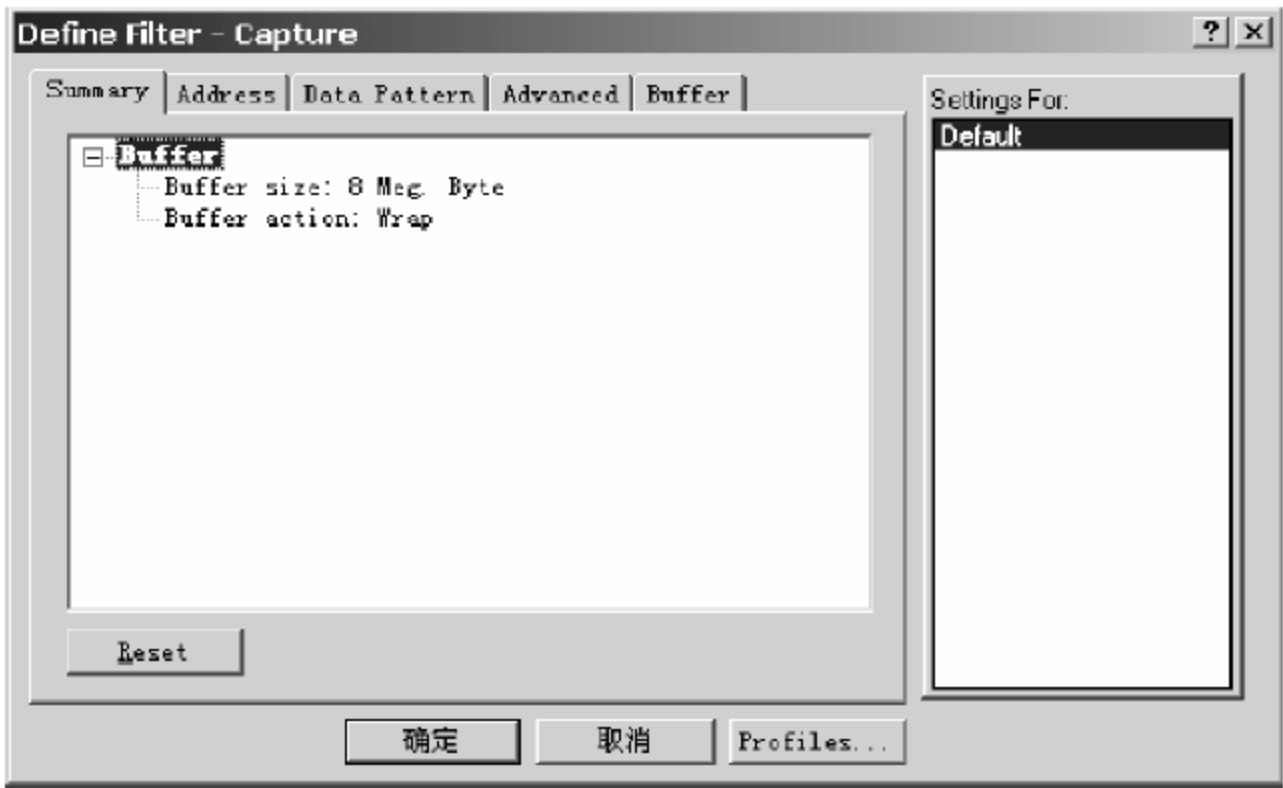 Define Filter - Capture
Summary Address Data Pattern Advanced Buffer
Settings For:
Default
Buffer
Buffer size: 8 Meg. Byte
Buffer action: Wrap
Reset
确定 取消 Profiles...